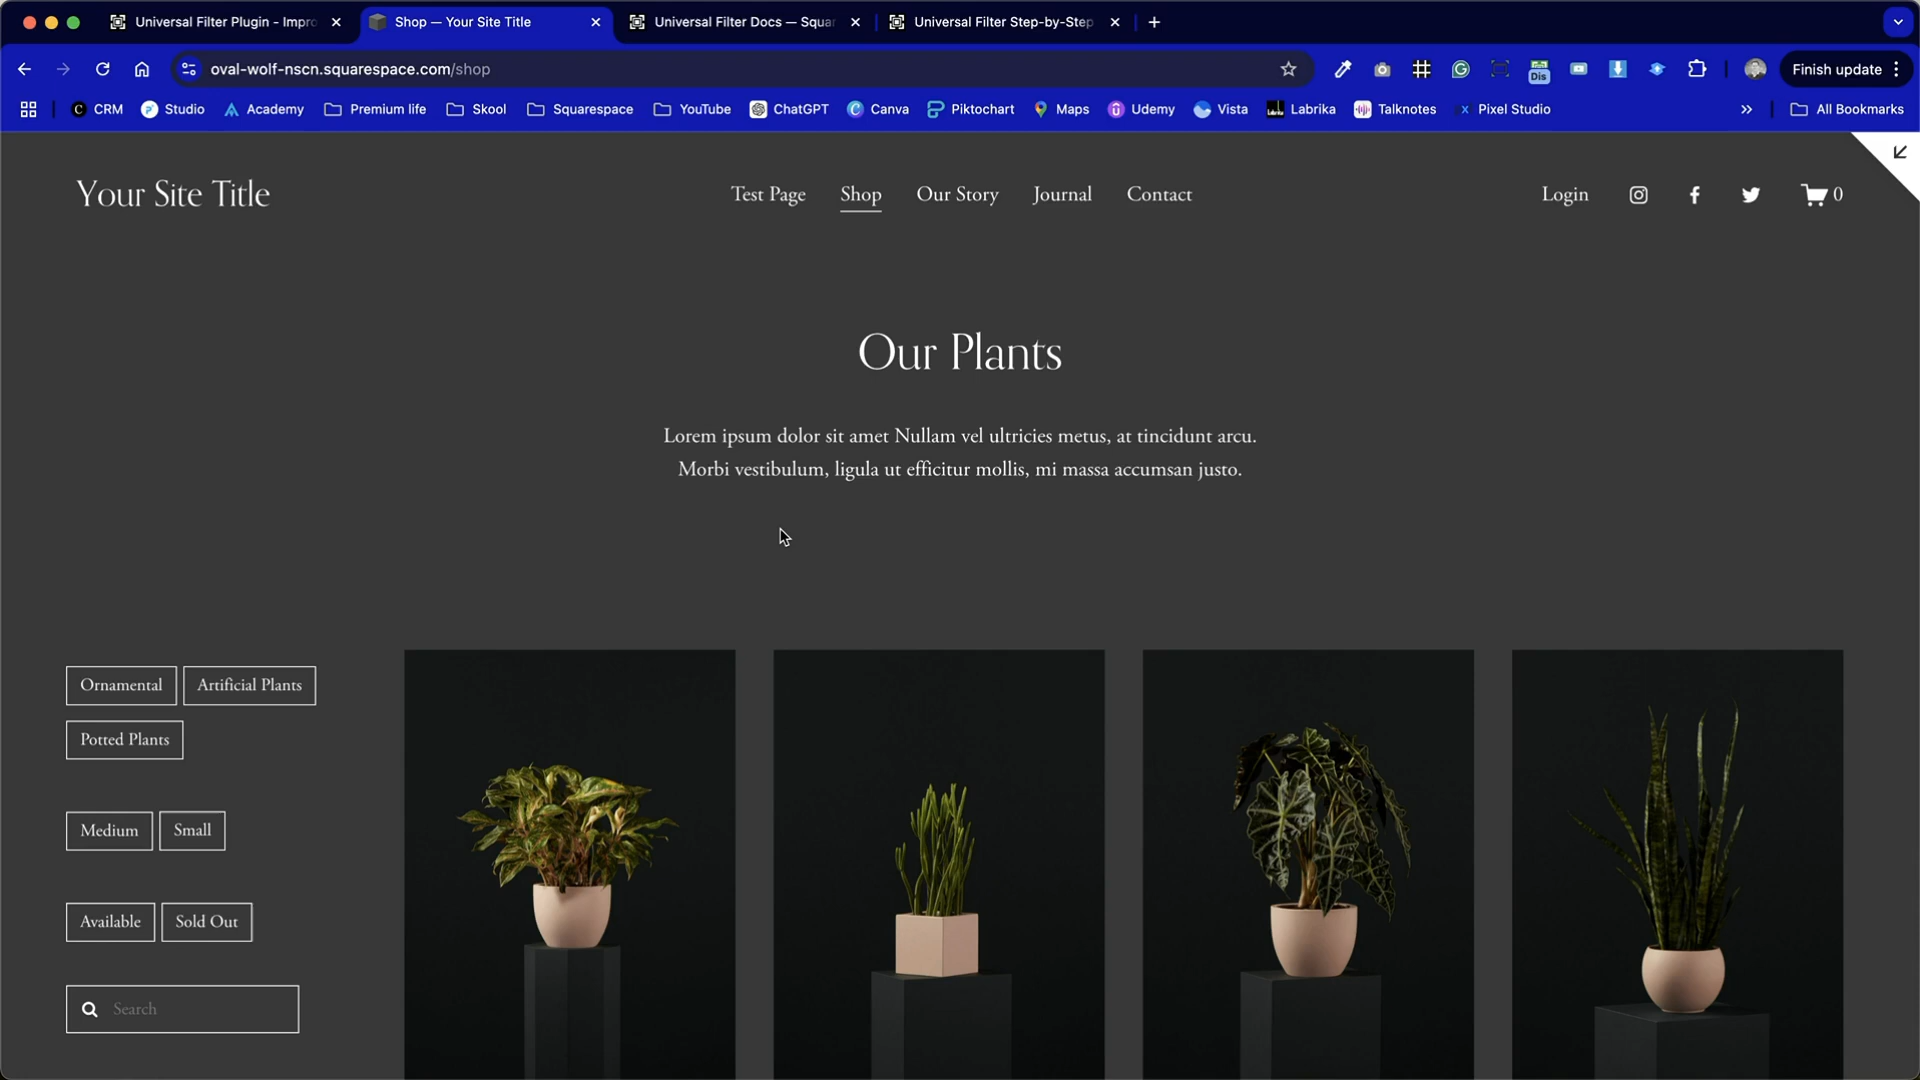 Universal Filter Plugin - Impro
Shop — Your Site Title
Universal Filter Docs — Squar
Universal Filter Step-by-Step
oval-wolf-nscn.squarespace.com/shop
Dis
Finish update
CRM
Studio
Academy
Premium life
Skool
Squarespace
YouTube
ChatGPT
Canva
Piktochart
Maps
Udemy
Vista
Labrika
Talknotes
Pixel Studio
All Bookmarks
Your Site Title
Test Page
Shop
Our Story
Journal
Contact
Login
0
Our Plants
Lorem ipsum dolor sit amet Nullam vel ultricies metus, at tincidunt arcu.
Morbi vestibulum, ligula ut efficitur mollis, mi massa accumsan justo.
Ornamental
Artificial Plants
Potted Plants
Medium
Small
Available
Sold Out
Search